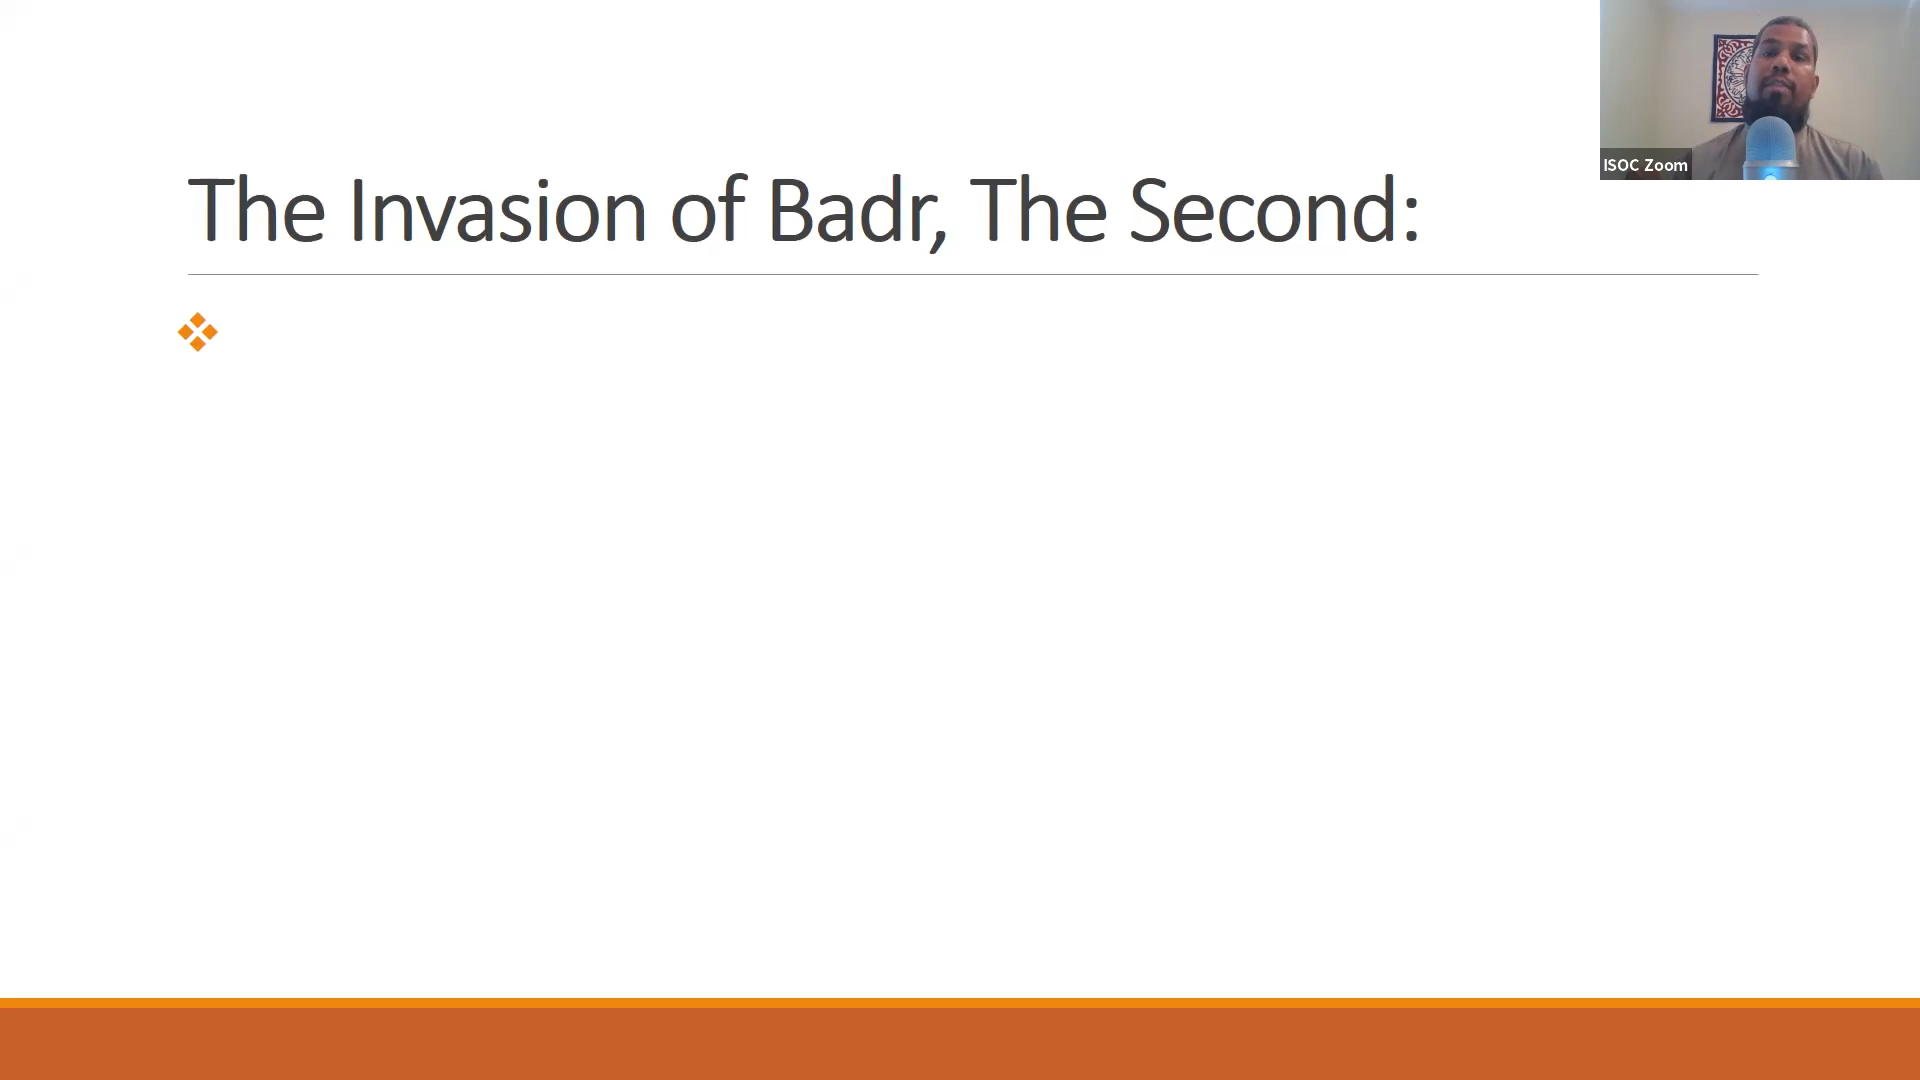 The Invasion of Badr, The Second:
ISOC Zoom